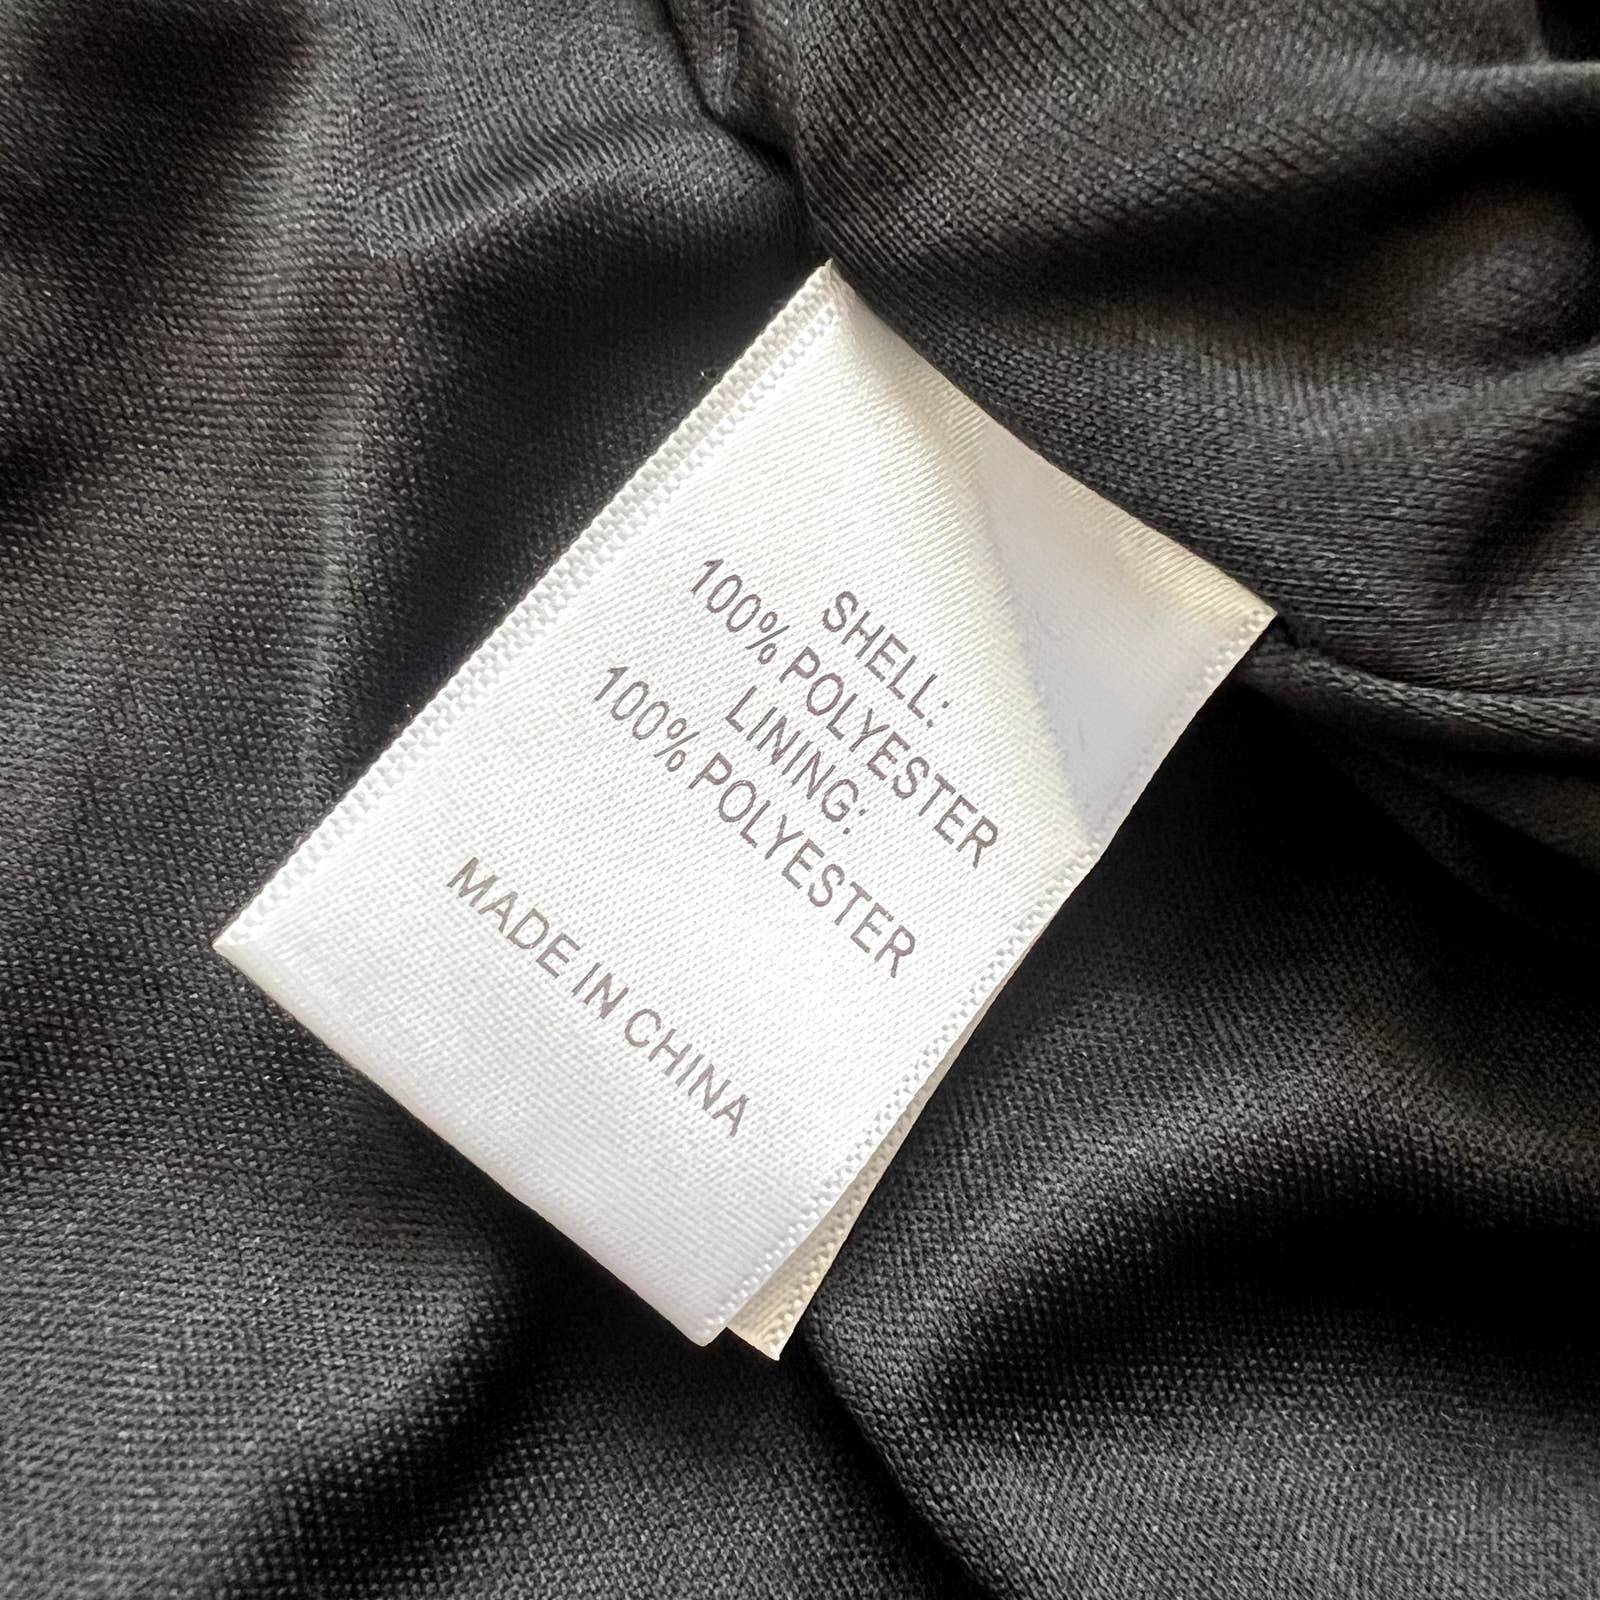 SHELL:
100% POLYESTER
LINING:
100% POLYESTER
MADE IN CHINA